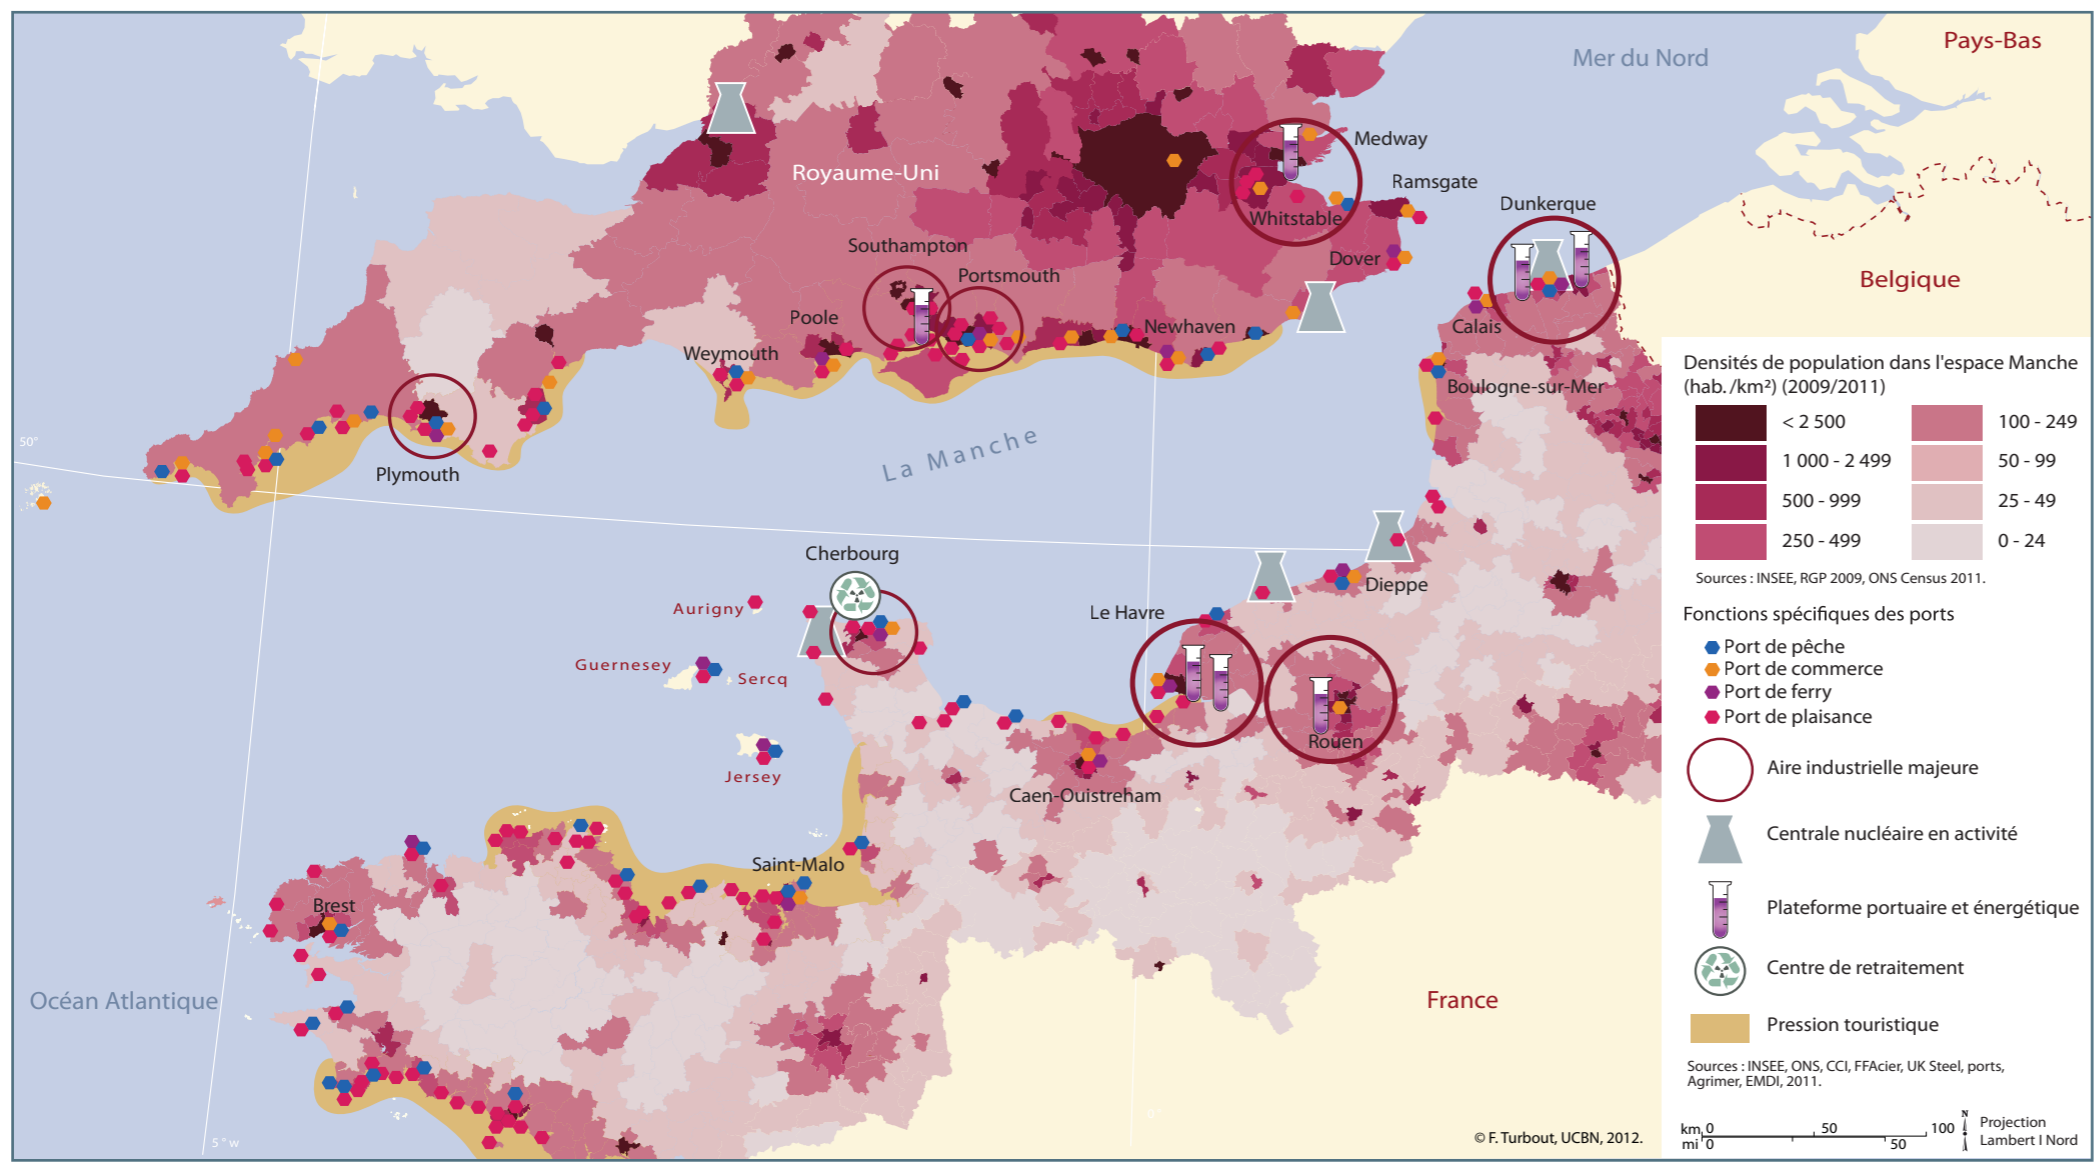 Mer du Nord
Pays-Bas
Royaume-Uni
Medway
Ramsgate
Whitstable
Dunkerque
Southampton
Portsmouth
Dover
Belgique
Poole
Newhaven
Calais
Weymouth
Boulogne-sur-Mer
50°
Plymouth
La Manche
Cherbourg
Dieppe
Aurigny
Le Havre
Guernesey
Sercq
Rouen
Jersey
Caen-Ouistreham
Saint-Malo
Brest
Océan Atlantique
France
5° w
0°
© F. Turbout, UCBN, 2012.
Densités de population dans l'espace Manche
(hab./km²) (2009/2011)
< 2 500
1 000 - 2 499
500 - 999
250 - 499
100 - 249
50 - 99
25 - 49
0 - 24
Sources : INSEE, RGP 2009, ONS Census 2011.
Fonctions spécifiques des ports
Port de pêche
Port de commerce
Port de ferry
Port de plaisance
Aire industrielle majeure
Centrale nucléaire en activité
Plateforme portuaire et énergétique
Centre de retraitement
Pression touristique
Sources : INSEE, ONS, CCI, FFAcier, UK Steel, ports,
Agrimer, EMDI, 2011.
km 0 50 100
mi 0 50
N
Projection
Lambert I Nord